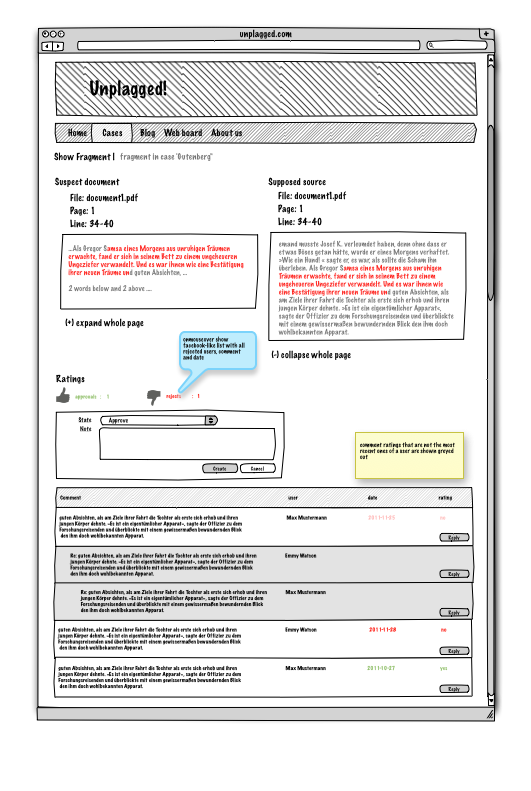 unplagged.com
Unplagged!
Home Cases Blog Web board About us
Show Fragment | fragment in case 'Gutenberg'
Suspect document
File: document1.pdf
Page: 1
Line: 34-40
...Als Gregor Samsa eines Morgens aus unruhigen Träumen
erwachte, fand er sich in seinem Bett zu einem ungeheueren
Ungeziefer verwandelt. Und es war ihnen wie eine Bestätigung
ihrer neuen Träume und guten Absichten, ...
2 words below and 2 above ....
(+) expand whole page
Supposed source
File: document1.pdf
Page: 1
Line: 34-40
emand musste Josef K. verleumdet haben, denn ohne dass er
etwas Böses getan hätte, wurde er eines Morgens verhaftet.
»Wie ein Hund! « sagte er, es war, als sollte die Scham ihn
überleben. Als Gregor Samsa eines Morgens aus unruhigen
Träumen erwachte, fand er sich in seinem Bett zu einem
ungeheueren Ungeziefer verwandelt. Und es war ihnen wie
eine Bestätigung ihrer neuen Träume und guten Absichten, als
am Ziele ihrer Fahrt die Tochter als erste sich erhob und ihren
jungen Körper dehnte. »Es ist ein eigentümlicher Apparat«,
sagte der Offizier zu dem Forschungsreisenden und überblickte
mit einem gewissermaßen bewundernden Blick den ihm doch
wohlbekannten Apparat.
(-) collapse whole page
onmouseover show
facebook-like list with all
rejected users, comment
and date
Ratings
approvals : 1
rejects : 1
State Approve
Note
Create Cancel
comment ratings that are not the most
recent ones of a user are shown greyed
out
Comment user date rating
guten Absichten, als am Ziele ihrer Fahrt die Tochter als erste sich erhob und ihren
jungen Körper dehnte. »Es ist ein eigentümlicher Apparat«, sagte der Offizier zu dem
Forschungsreisenden und überblickte mit einem gewissermaßen bewundernden Blick
den ihm doch wohlbekannten Apparat.
Max Mustermann 2011-11-05 no
Reply
Re: guten Absichten, als am Ziele ihrer Fahrt die Tochter als erste sich erhob und ihren
jungen Körper dehnte. »Es ist ein eigentümlicher Apparat«, sagte der Offizier zu dem
Forschungsreisenden und überblickte mit einem gewissermaßen bewundernden Blick
den ihm doch wohlbekannten Apparat.
Emmy Watson
Reply
Re: guten Absichten, als am Ziele ihrer Fahrt die Tochter als erste sich erhob und ihren
jungen Körper dehnte. »Es ist ein eigentümlicher Apparat«, sagte der Offizier zu dem
Forschungsreisenden und überblickte mit einem gewissermaßen bewundernden Blick
den ihm doch wohlbekannten Apparat.
Max Mustermann
Reply
guten Absichten, als am Ziele ihrer Fahrt die Tochter als erste sich erhob und ihren
jungen Körper dehnte. »Es ist ein eigentümlicher Apparat«, sagte der Offizier zu dem
Forschungsreisenden und überblickte mit einem gewissermaßen bewundernden Blick
den ihm doch wohlbekannten Apparat.
Emmy Watson 2011-11-28 no
Reply
guten Absichten, als am Ziele ihrer Fahrt die Tochter als erste sich erhob und ihren
jungen Körper dehnte. »Es ist ein eigentümlicher Apparat«, sagte der Offizier zu dem
Forschungsreisenden und überblickte mit einem gewissermaßen bewundernden Blick
den ihm doch wohlbekannten Apparat.
Max Mustermann 2011-10-27 yes
Reply